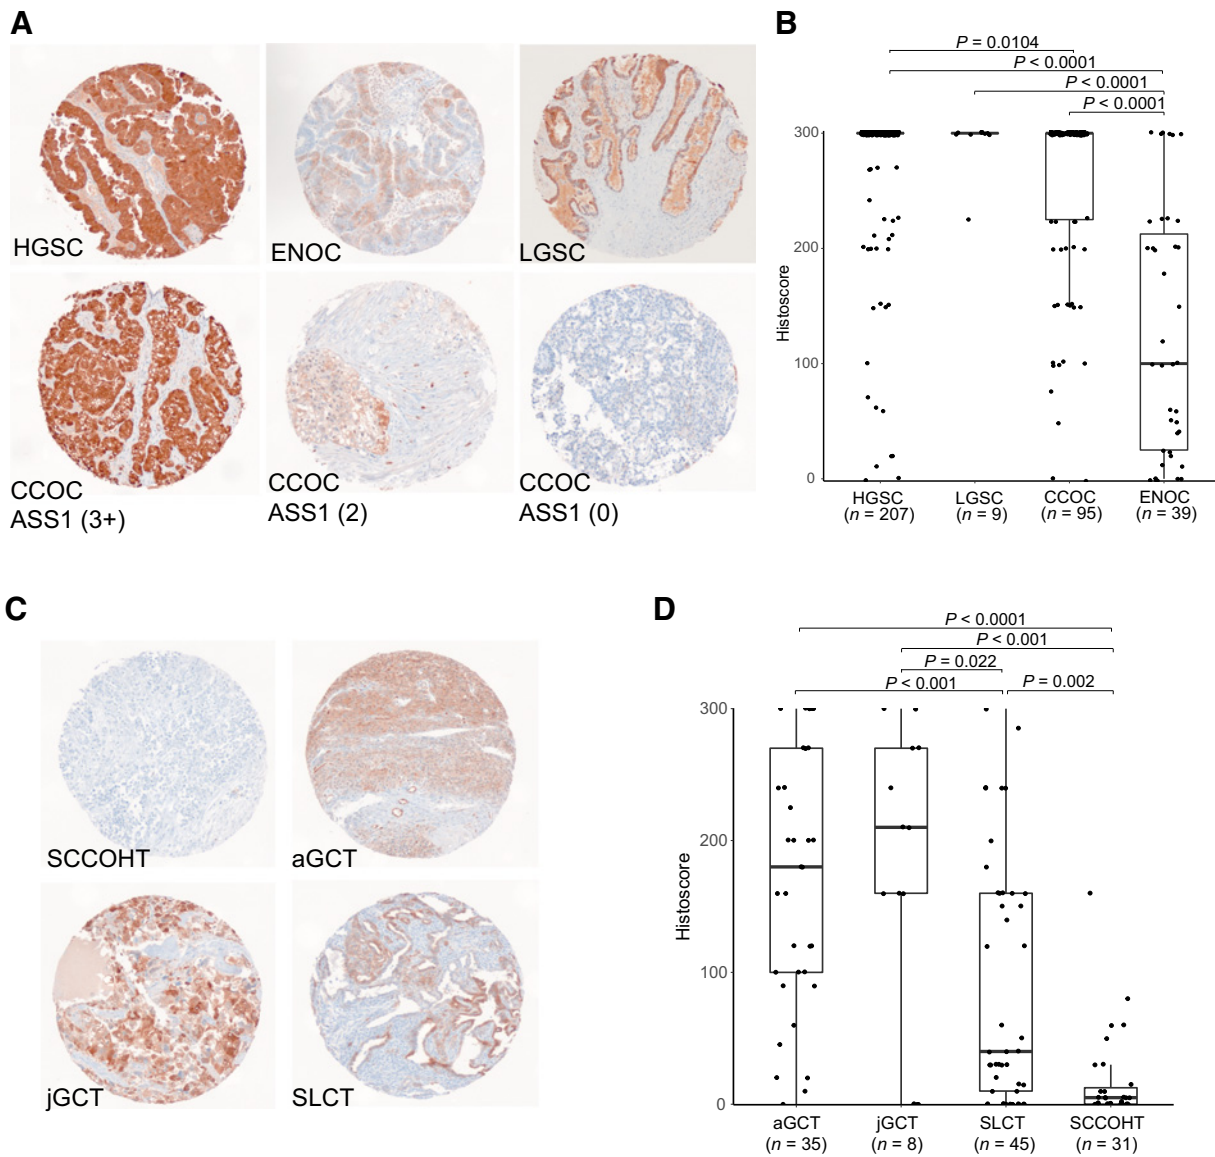 A
HGSC
ENOC
LGSC
CCOC
ASS1 (3+)
CCOC
ASS1 (2)
CCOC
ASS1 (0)
B
P = 0.0104
P < 0.0001
P < 0.0001
P < 0.0001
Histoscore
300
200
100
0
HGSC
(n = 207)
LGSC
(n = 9)
CCOC
(n = 95)
ENOC
(n = 39)
C
SCCOHT
aGCT
jGCT
SLCT
D
P < 0.0001
P < 0.001
P = 0.022
P < 0.001
P = 0.002
Histoscore
300
200
100
0
aGCT
(n = 35)
jGCT
(n = 8)
SLCT
(n = 45)
SCCOHT
(n = 31)